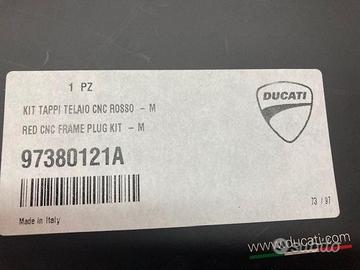 1 PZ
DUCATI
KIT TAPPI TELAIO CNC ROSSO - M
RED CNC FRAME PLUG KIT - M
97380121A
Made in Italy
73 / 97
www.ducati.com
subito